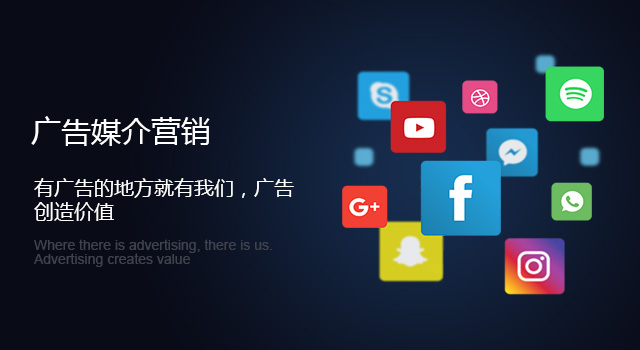 广告媒介营销
有广告的地方就有我们，广告
创造价值
Where there is advertising, there is us.
Advertising creates value
G+